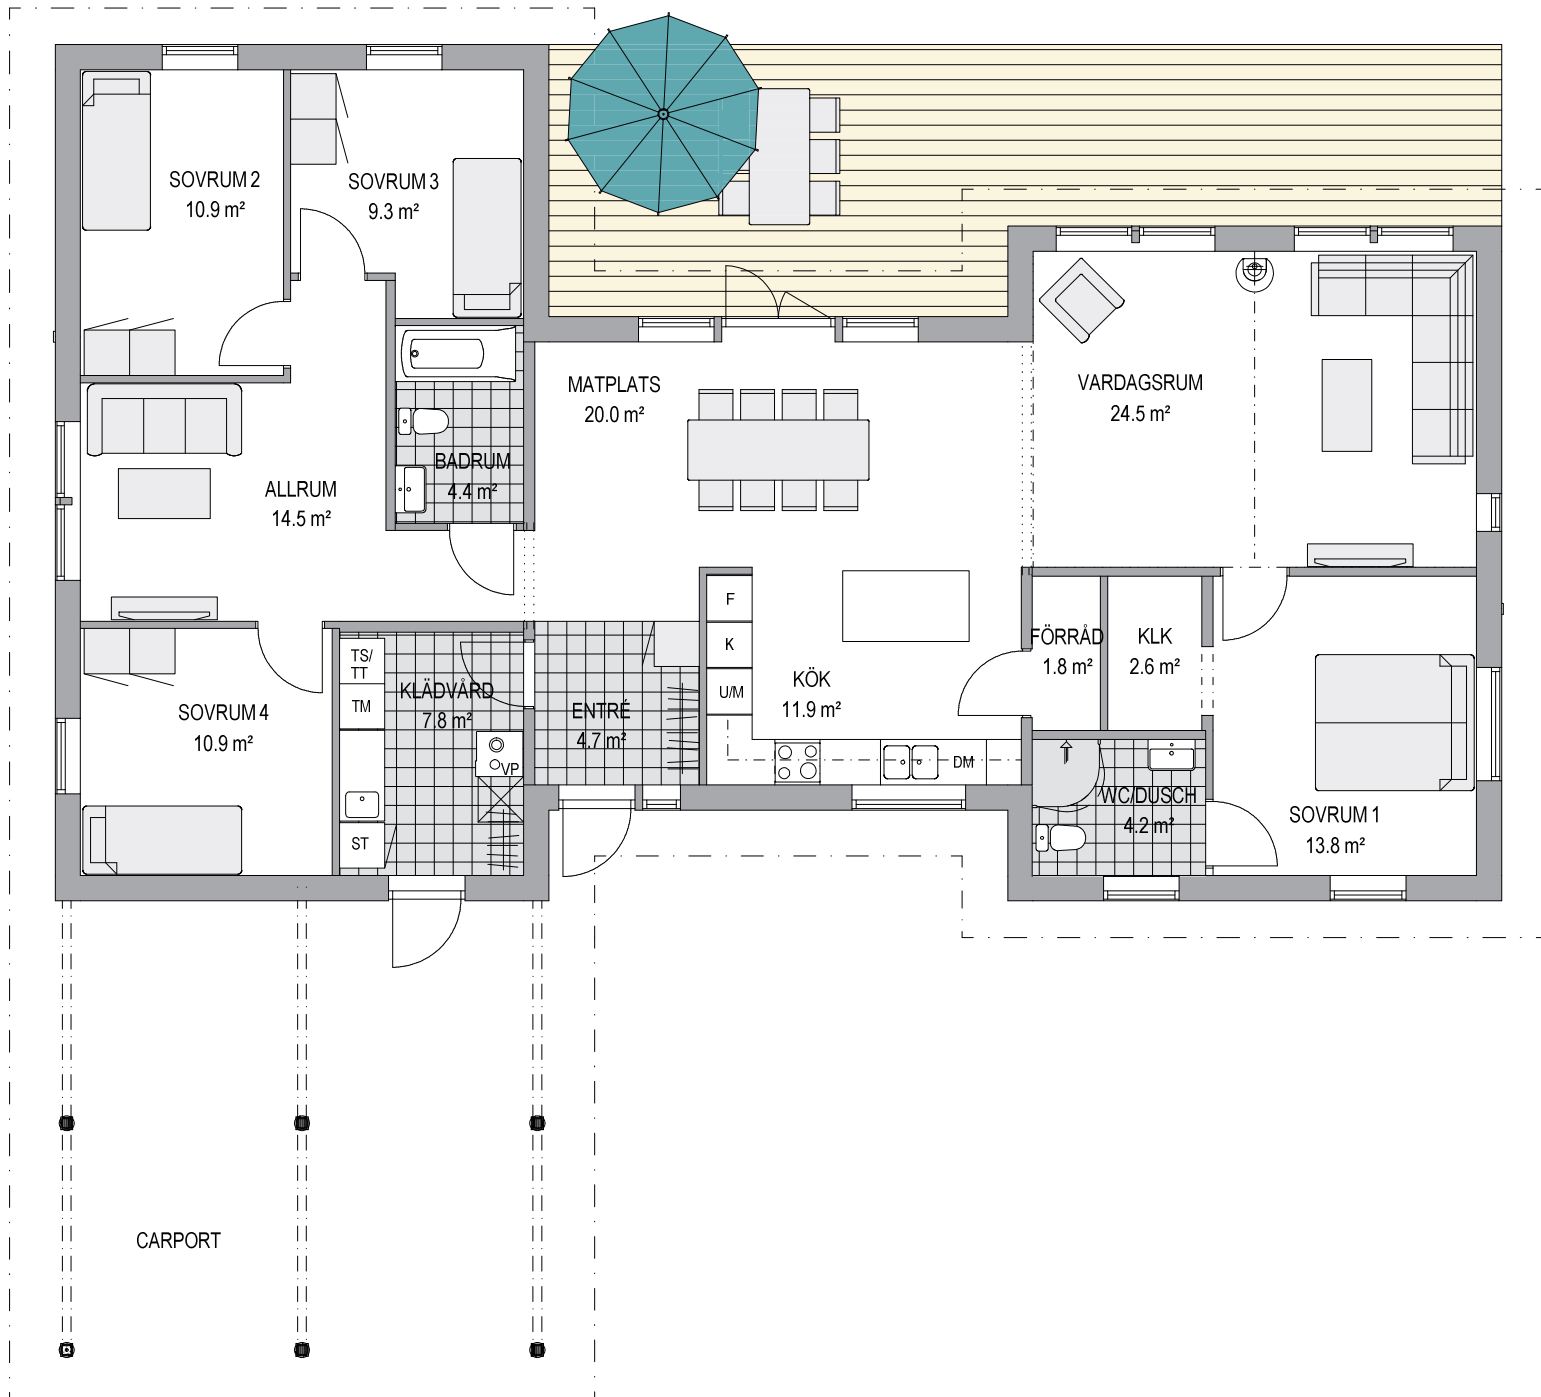 SOVRUM 2
10.9 m²
SOVRUM 3
9.3 m²
MATPLATS
20.0 m²
VARDAGSRUM
24.5 m²
BADRUM
4.4 m²
ALLRUM
14.5 m²
F
K
U/M
KÖK
11.9 m²
FÖRRÅD
1.8 m²
KLK
2.6 m²
TS/
TT
TM
KLÄDVÅRD
7.8 m²
ENTRÉ
4.7 m²
SOVRUM 4
10.9 m²
VP
DM
ST
WC/DUSCH
4.2 m²
SOVRUM 1
13.8 m²
CARPORT